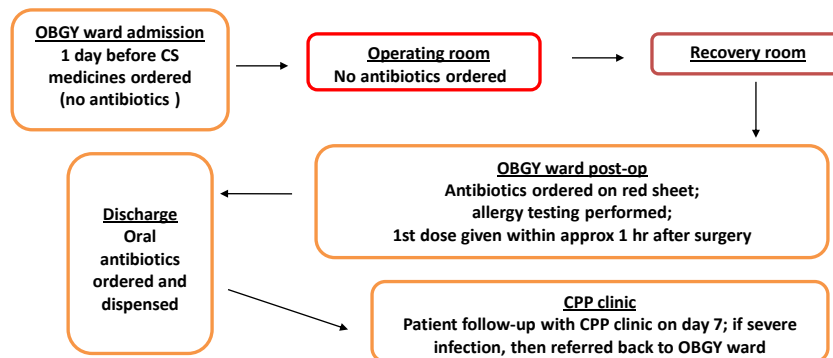 OBGY ward admission
1 day before CS
medicines ordered
(no antibiotics )
Operating room
No antibiotics ordered
Recovery room
OBGY ward post-op
Antibiotics ordered on red sheet;
allergy testing performed;
1st dose given within approx 1 hr after surgery
Discharge
Oral
antibiotics
ordered and
dispensed
CPP clinic
Patient follow-up with CPP clinic on day 7; if severe
infection, then referred back to OBGY ward